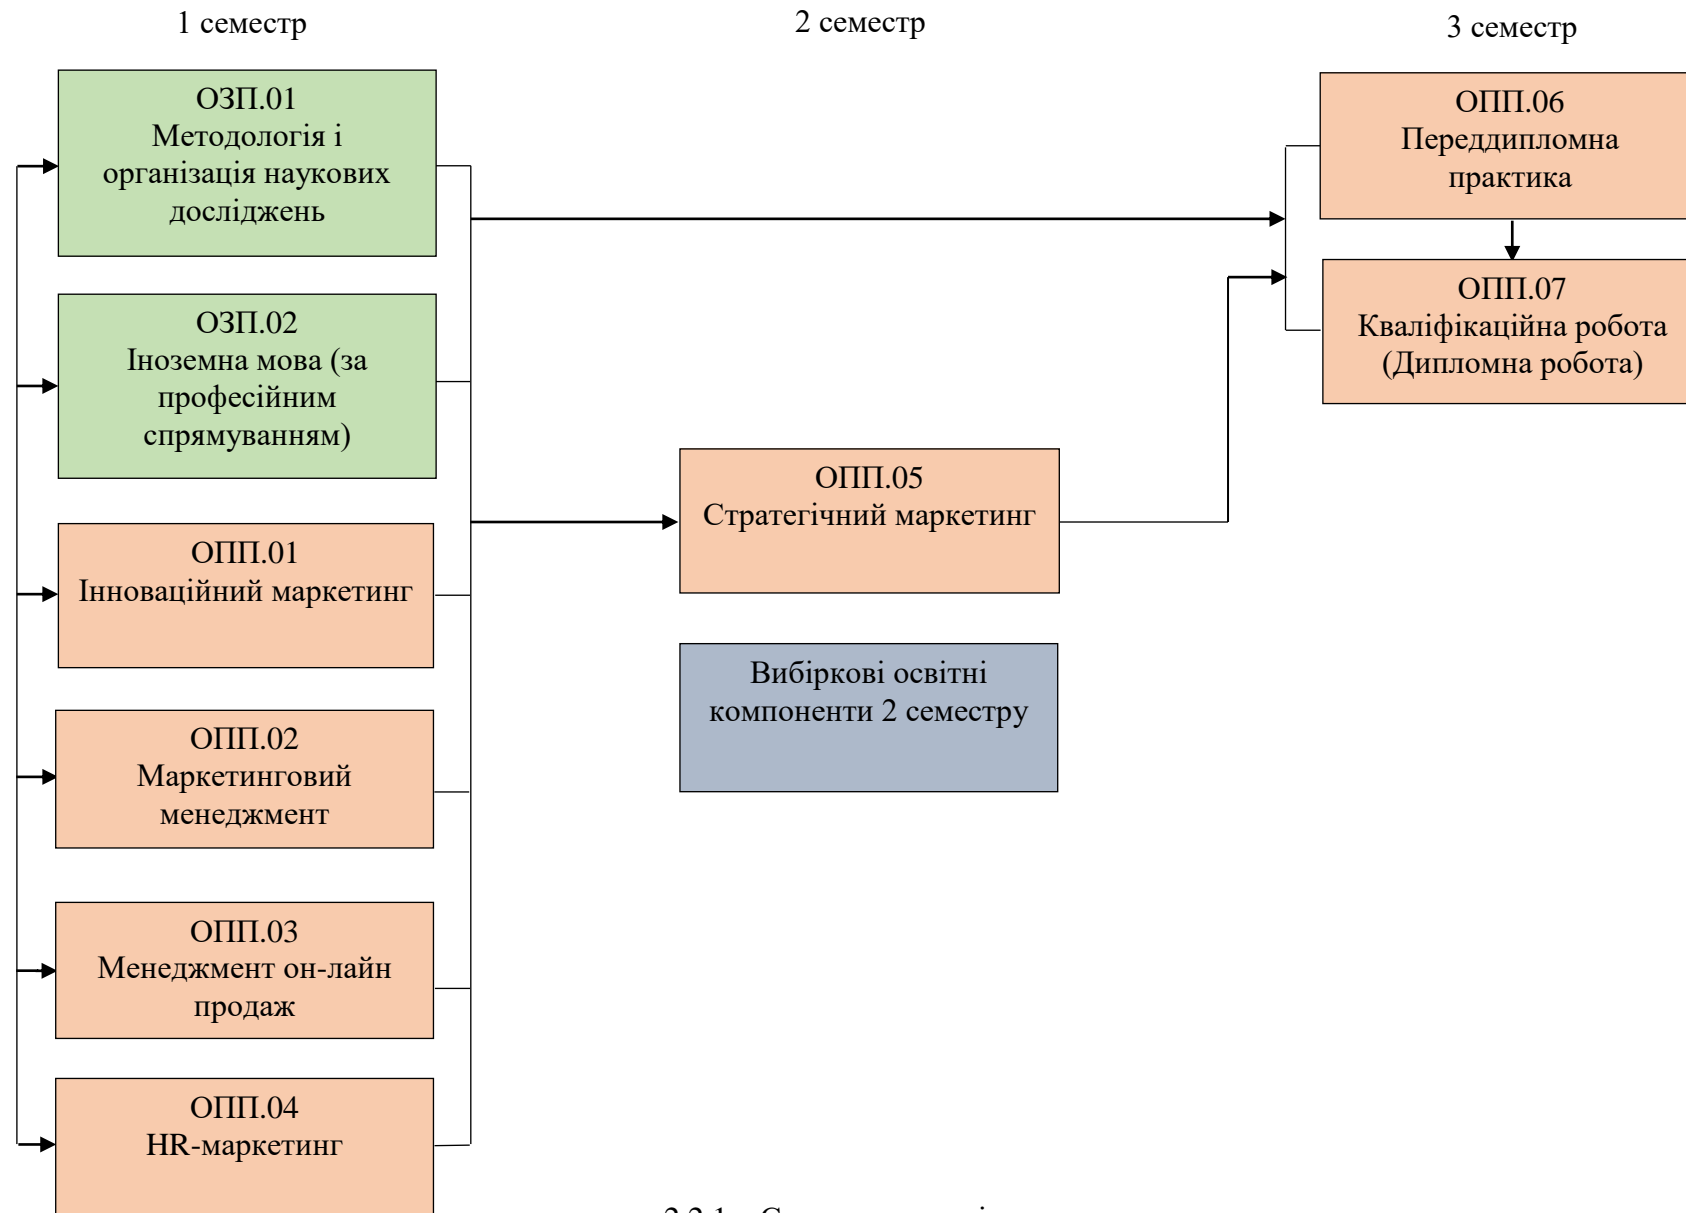 1 семестр
2 семестр
3 семестр
ОЗП.01
Методологія і
організація наукових
досліджень
ОЗП.02
Іноземна мова (за
професійним
спрямуванням)
ОПП.01
Інноваційний маркетинг
ОПП.02
Маркетинговий
менеджмент
ОПП.03
Менеджмент он-лайн
продаж
ОПП.04
HR-маркетинг
ОПП.05
Стратегічний маркетинг
Вибіркові освітні
компоненти 2 семестру
ОПП.06
Переддипломна
практика
ОПП.07
Кваліфікаційна робота
(Дипломна робота)